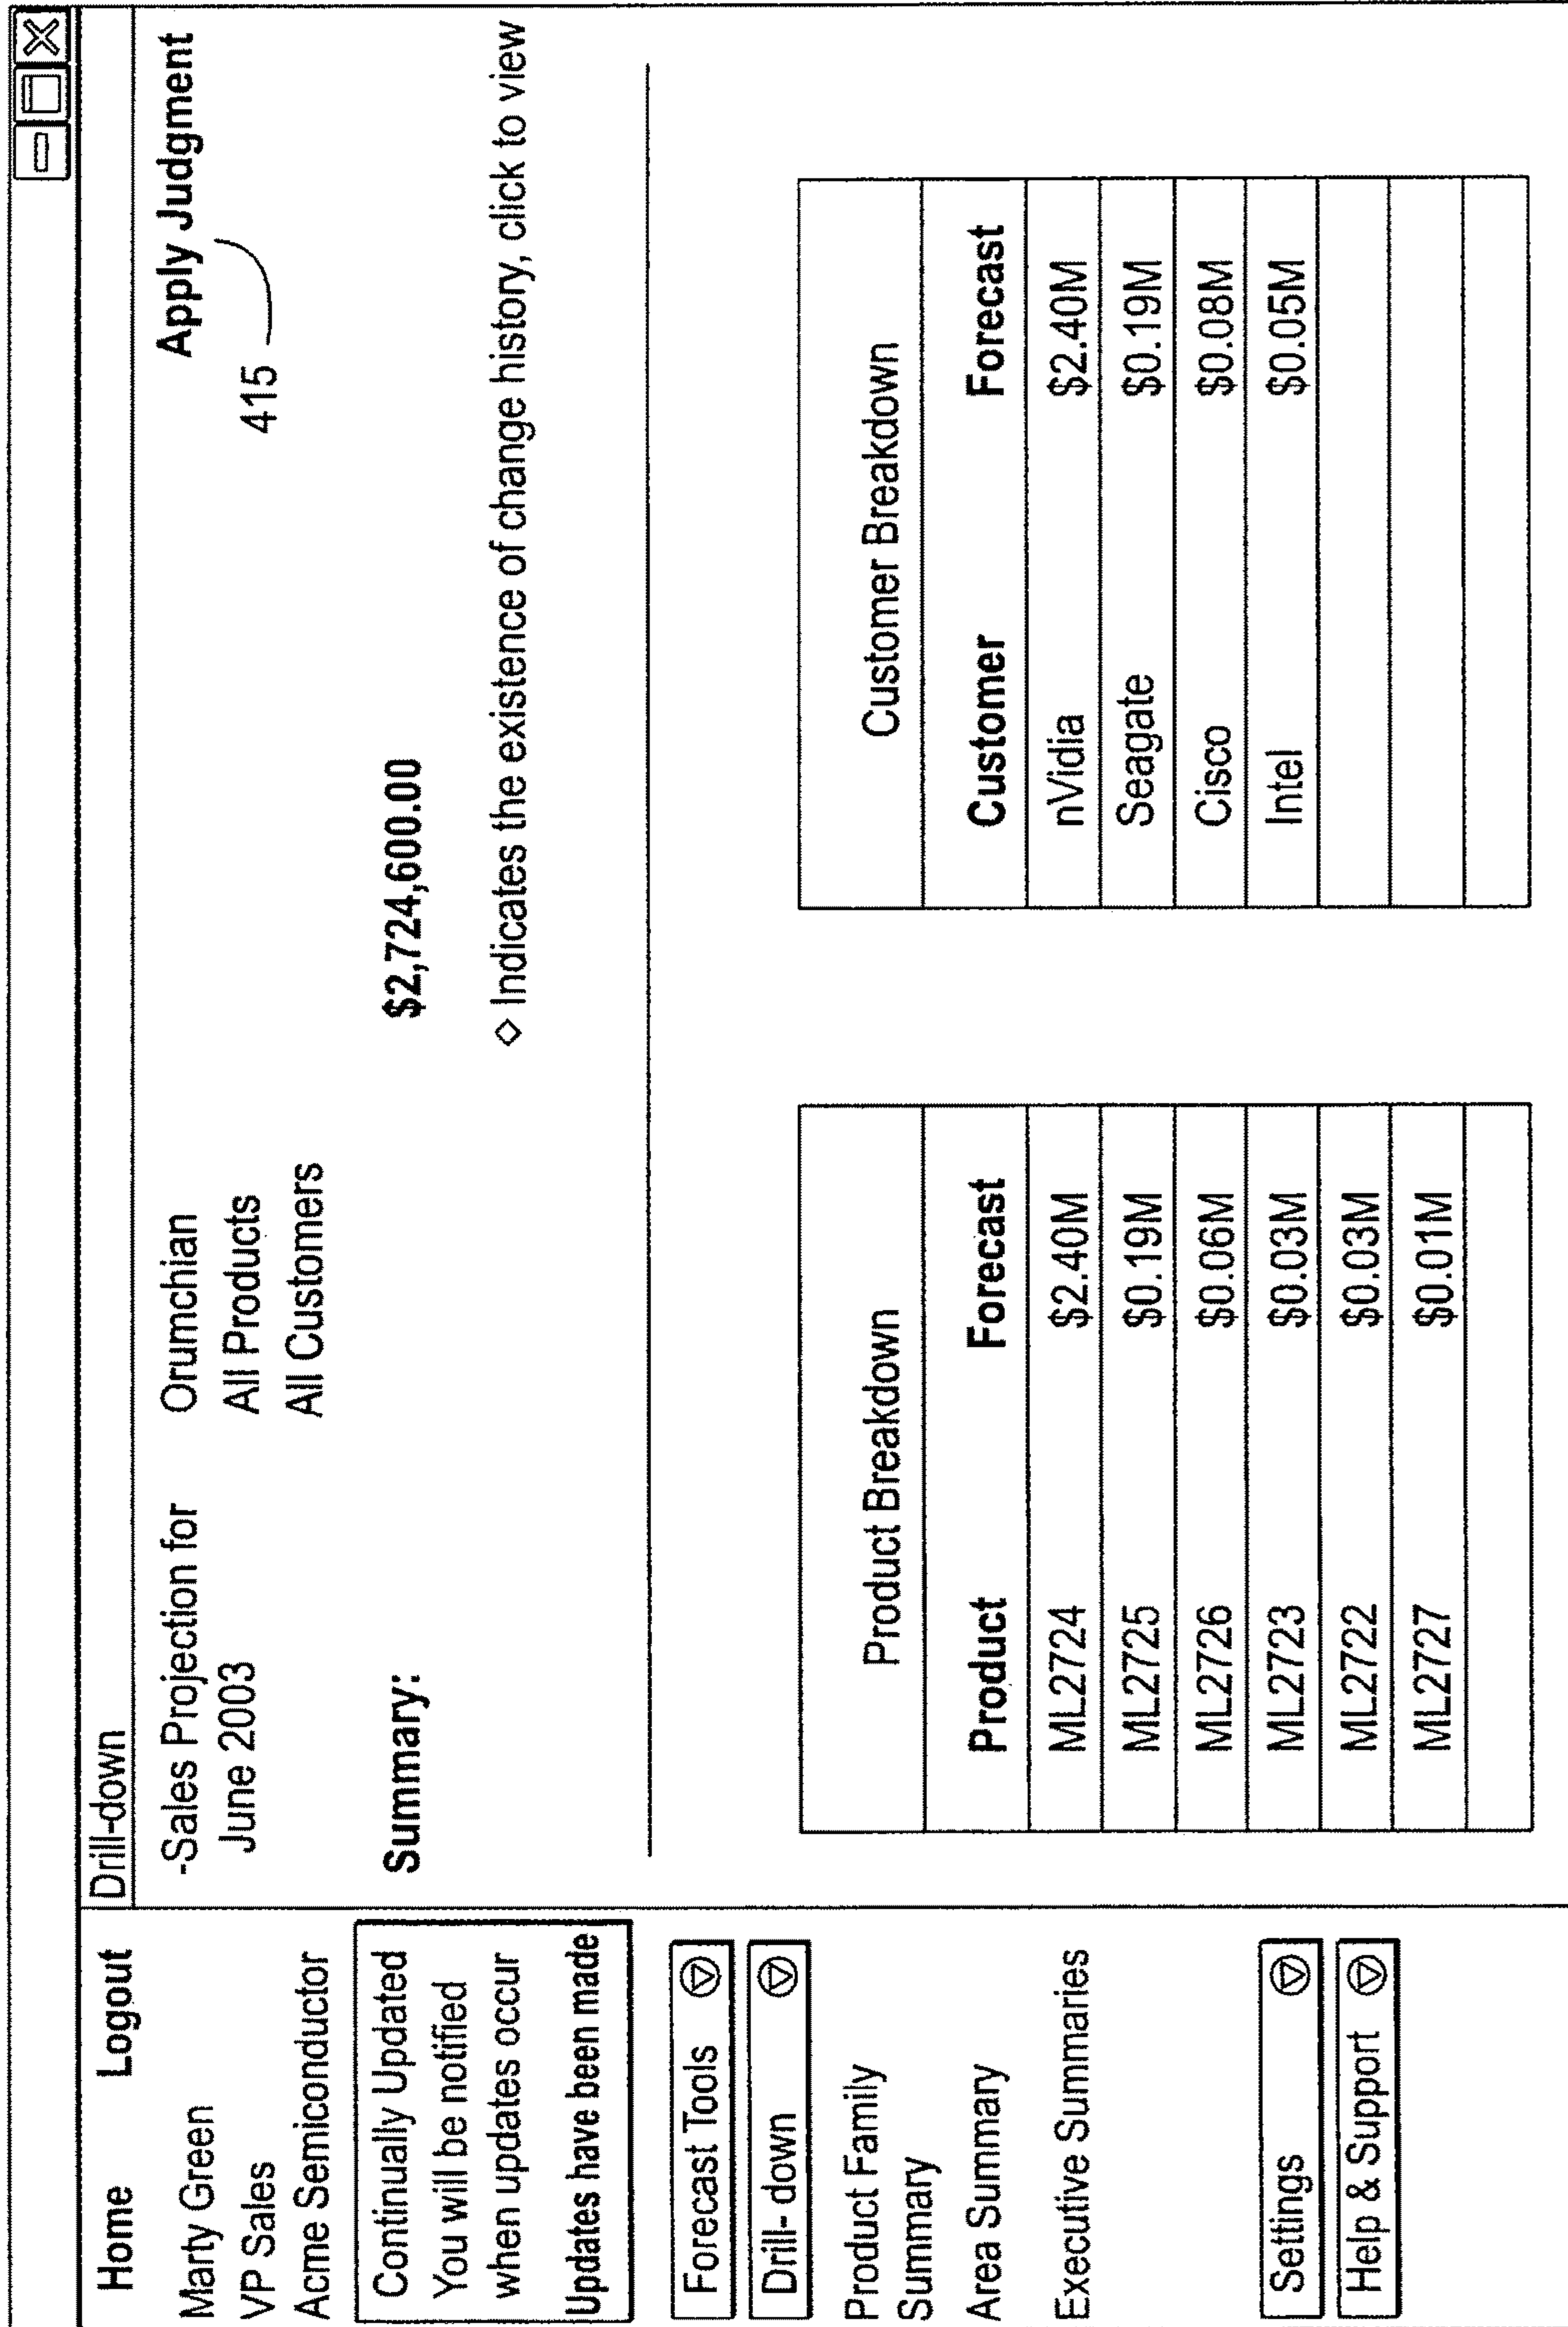 Home Logout
Marty Green
VP Sales
Acme Semiconductor
Continually Updated
You will be notified
when updates occur
Updates have been made
Forecast Tools
Drill- down
Product Family
Summary
Area Summary
Executive Summaries
Settings
Help & Support
Drill-down
-Sales Projection for Orumchian Apply Judgment
June 2003 All Products 415
All Customers
Summary: $2,724,600.00
◇ Indicates the existence of change history, click to view
Product Breakdown
Product Forecast
ML2724 $2.40M
ML2725 $0.19M
ML2726 $0.06M
ML2723 $0.03M
ML2722 $0.03M
ML2727 $0.01M
Customer Breakdown
Customer Forecast
nVidia $2.40M
Seagate $0.19M
Cisco $0.08M
Intel $0.05M